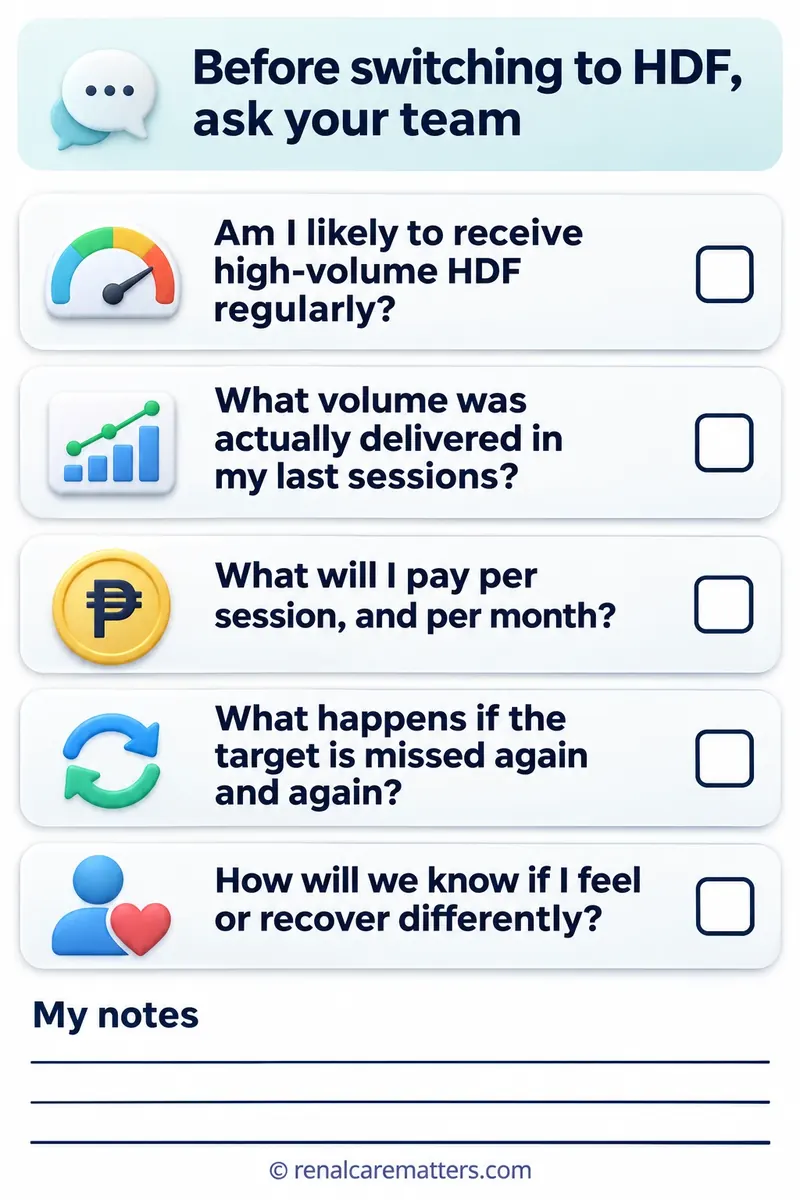 Before switching to HDF,
ask your team
Am I likely to receive
high-volume HDF
regularly?
What volume was
actually delivered in
my last sessions?
₱
What will I pay per
session, and per month?
What happens if the
target is missed again
and again?
How will we know if I feel
or recover differently?
My notes
© renalcarematters.com